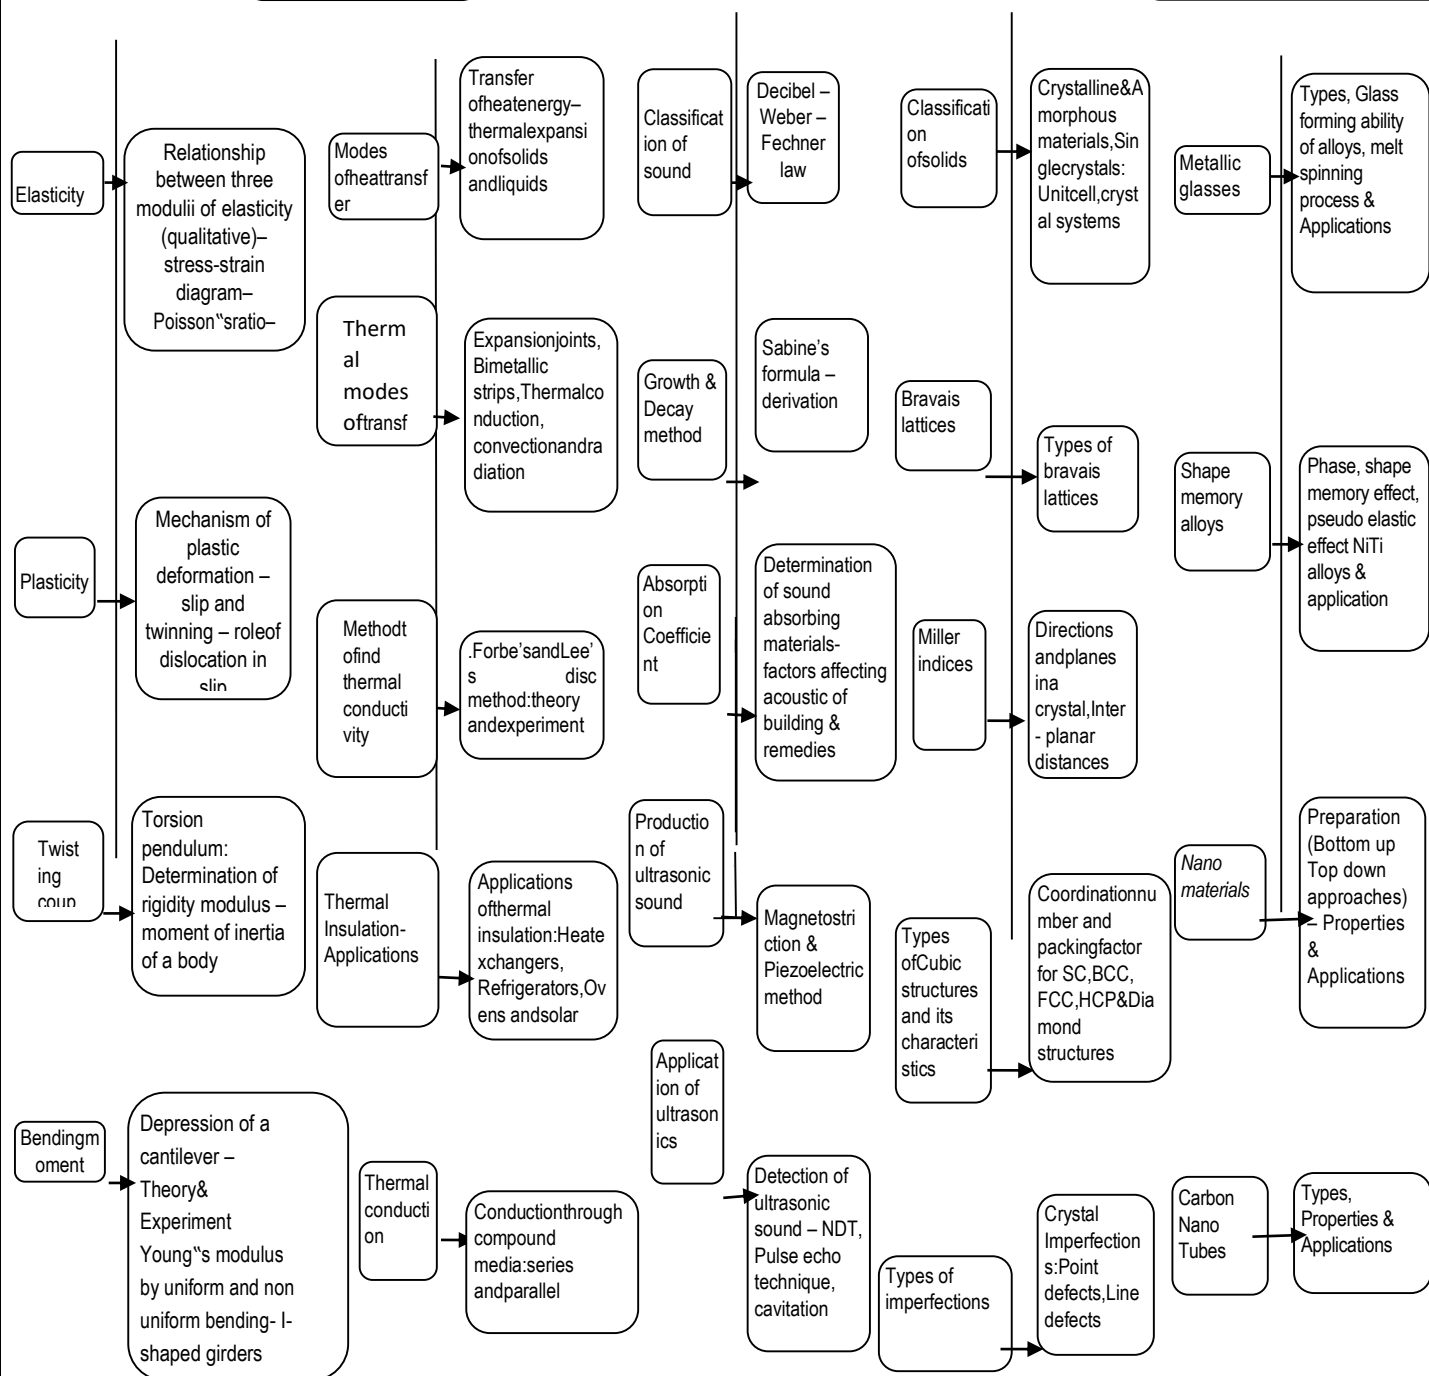 Elasticity
Relationship
between three
modulii of elasticity
(qualitative)–
stress-strain
diagram–
Poisson‟sratio–
Plasticity
Mechanism of
plastic
deformation –
slip and
twinning – roleof
dislocation in
slip
Twist
ing
coup
Torsion
pendulum:
Determination of
rigidity modulus –
moment of inertia
of a body
Bendingm
oment
Depression of a
cantilever –
Theory&
Experiment
Young‟s modulus
by uniform and non
uniform bending- I-
shaped girders
Modes
ofheattransf
er
Transfer
ofheatenergy–
thermalexpansi
onofsolids
andliquids
Therm
al
modes
oftransf
Expansionjoints,
Bimetallic
strips,Thermalco
nduction,
convectionandra
diation
Methodt
ofind
thermal
conducti
vity
.Forbe’sandLee’
s disc
method:theory
andexperiment
Thermal
Insulation-
Applications
Applications
ofthermal
insulation:Heate
xchangers,
Refrigerators,Ov
ens andsolar
Thermal
conducti
on
Conductionthrough
compound
media:series
andparallel
Classificat
ion of
sound
Decibel –
Weber –
Fechner
law
Growth &
Decay
method
Sabine’s
formula –
derivation
Absorpti
on
Coefficie
nt
Determination
of sound
absorbing
materials-
factors affecting
acoustic of
building &
remedies
Productio
n of
ultrasonic
sound
Magnetostri
ction &
Piezoelectric
method
Applicat
ion of
ultrason
ics
Detection of
ultrasonic
sound – NDT,
Pulse echo
technique,
cavitation
Classificati
on
ofsolids
Crystalline&A
morphous
materials,Sin
glecrystals:
Unitcell,cryst
al systems
Bravais
lattices
Types of
bravais
lattices
Miller
indices
Directions
andplanes
ina
crystal,Inter
- planar
distances
Types
ofCubic
structures
and its
characteri
stics
Coordinationnu
mber and
packingfactor
for SC,BCC,
FCC,HCP&Dia
mond
structures
Types of
imperfections
Crystal
Imperfection
s:Point
defects,Line
defects
Metallic
glasses
Types, Glass
forming ability
of alloys, melt
spinning
process &
Applications
Shape
memory
alloys
Phase, shape
memory effect,
pseudo elastic
effect NiTi
alloys &
application
Nano
materials
Preparation
(Bottom up
Top down
approaches)
– Properties
&
Applications
Carbon
Nano
Tubes
Types,
Properties &
Applications